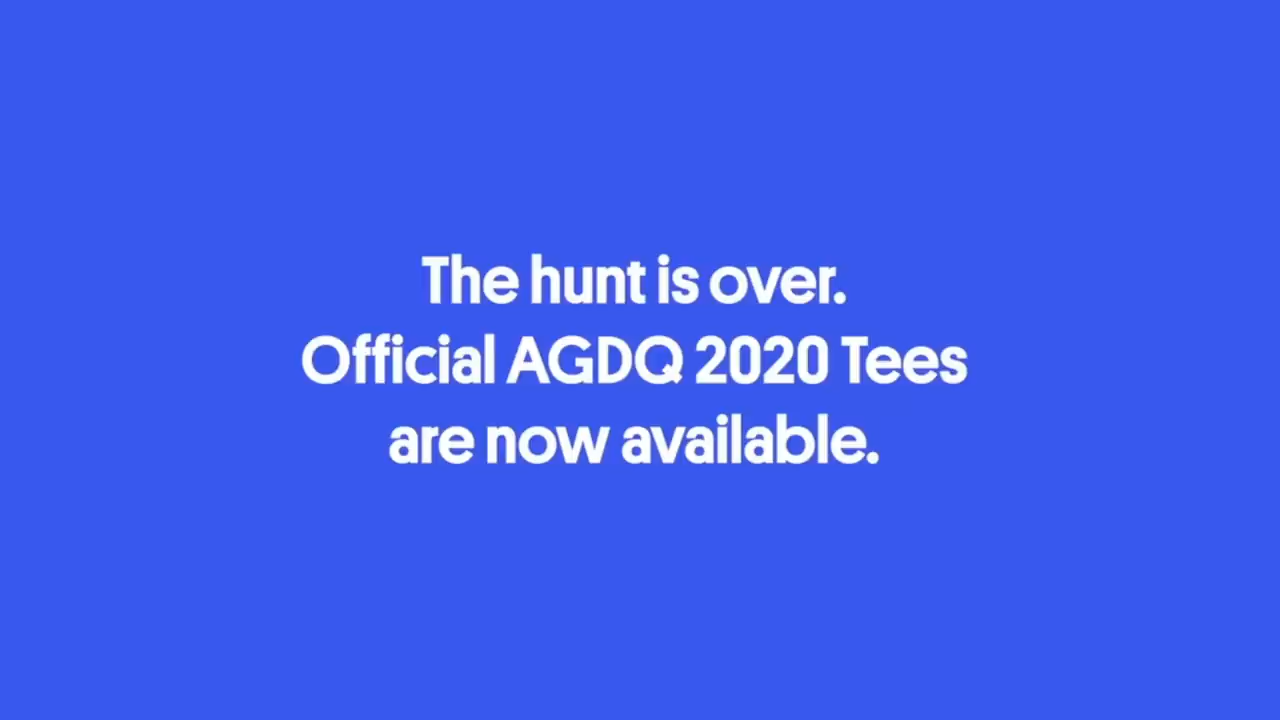 The hunt is over.
Official AGDQ 2020 Tees
are now available.